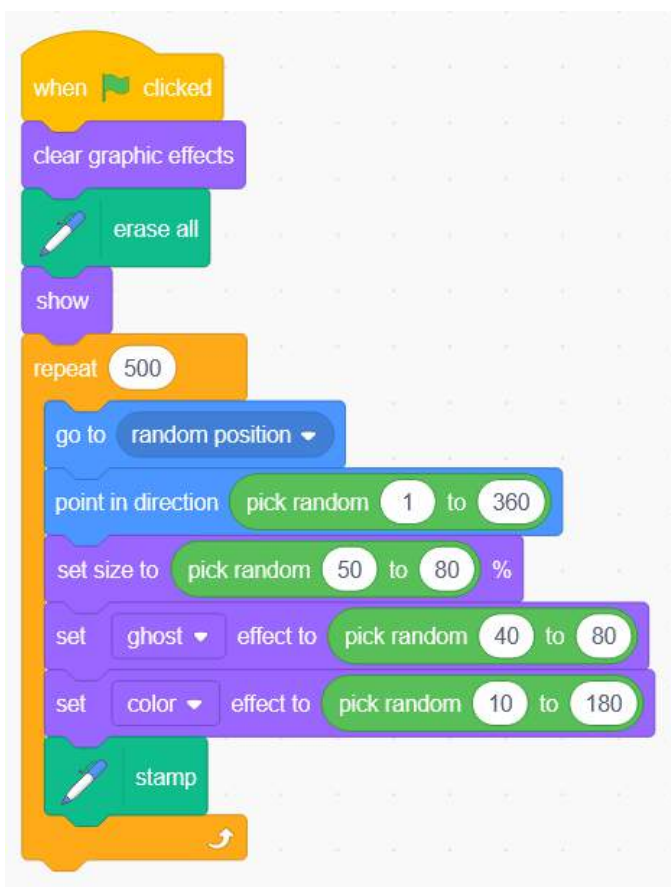 when clicked
clear graphic effects
erase all
show
repeat 500
go to random position
point in direction pick random 1 to 360
set size to pick random 50 to 80 %
set ghost effect to pick random 40 to 80
set color effect to pick random 10 to 180
stamp